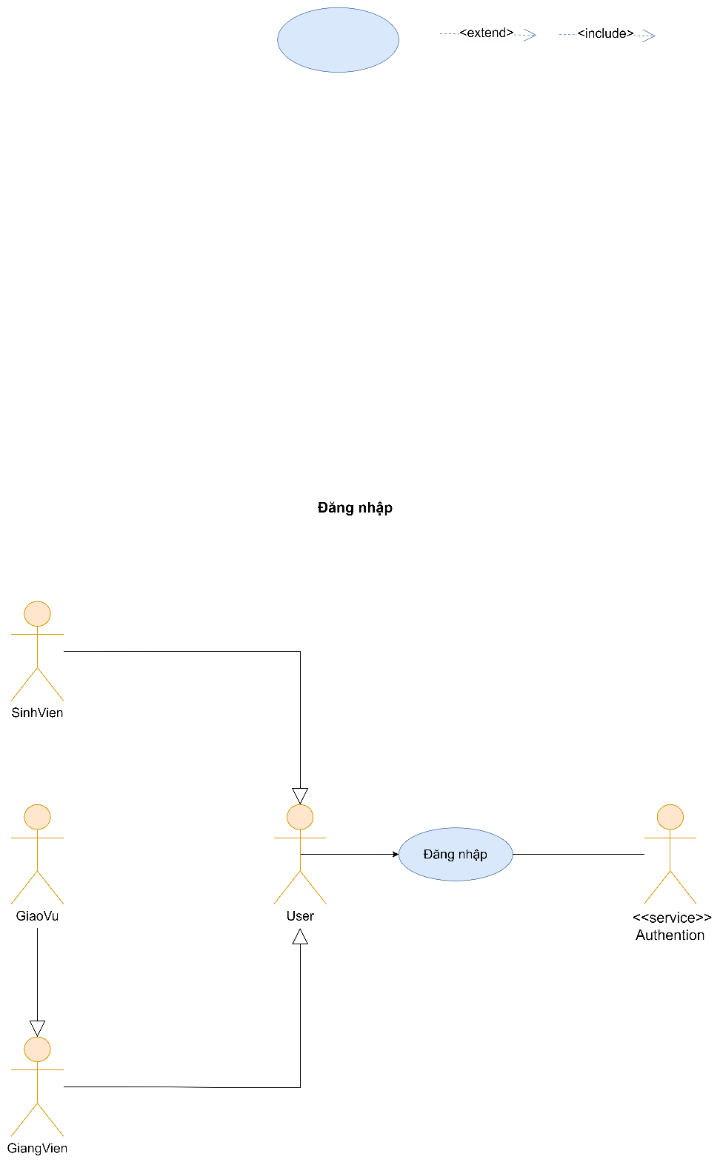 <extend>
<include>
Đăng nhập
SinhVien
GiaoVu
User
Đăng nhập
<<service>>
Authention
GiangVien